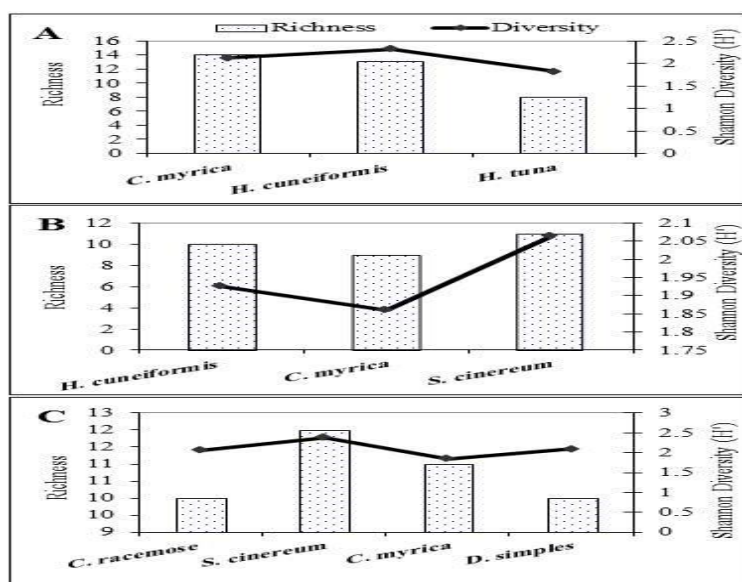 A
Richness
Diversity
16
14
12
10
8
6
4
2
0
Richness
2.5
2
1.5
1
0.5
0
Shannon Diversity (H')
C. myrica
H. cuneiformis
H. tuna
B
12
10
8
6
4
2
0
Richness
2.1
2.05
2
1.95
1.9
1.85
1.8
1.75
Shannon Diversity (H')
H. cuneiformis
C. myrica
S. cinereum
C
13
12
12
11
11
10
10
9
Richness
3
2.5
2
1.5
1
0.5
0
Shannon Diversity (H')
C. racemose
S. cinereum
C. myrica
D. simples